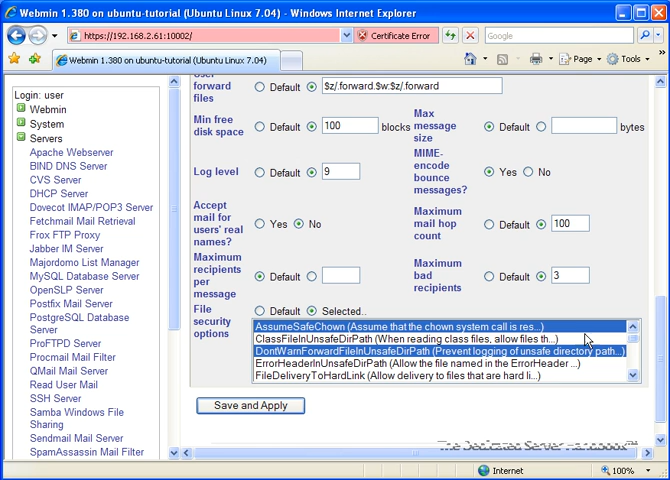 Webmin 1.380 on ubuntu-tutorial (Ubuntu Linux 7.04) - Windows Internet Explorer
https://192.168.2.61:10002/
Certificate Error
Google
Webmin 1.380 on ubuntu-tutorial (Ubuntu Linux 7.04)
Page
Tools
Login: user
Webmin
System
Servers
Apache Webserver
BIND DNS Server
CVS Server
DHCP Server
Dovecot IMAP/POP3 Server
Fetchmail Mail Retrieval
Frox FTP Proxy
Jabber IM Server
Majordomo List Manager
MySQL Database Server
OpenSLP Server
Postfix Mail Server
PostgreSQL Database
Server
ProFTPD Server
Procmail Mail Filter
QMail Mail Server
Read User Mail
SSH Server
Samba Windows File
Sharing
Sendmail Mail Server
SpamAssassin Mail Filter
User
forward
files
Default
$z/.forward.$w:$z/.forward
Min free
disk space
Default
100 blocks
Max
message
size
Default
bytes
Log level
Default
9
MIME-
encode
bounce
messages?
Yes No
Accept
mail for
users' real
names?
Yes No
Maximum
mail hop
count
Default
100
Maximum
recipients
per
message
Default
Maximum
bad
recipients
Default
3
File
security
options
Default Selected..
AssumeSafeChown (Assume that the chown system call is res...)
ClassFileInUnsafeDirPath (When reading class files, allow files th...)
DontWarnForwardFileInUnsafeDirPath (Prevent logging of unsafe directory path...)
ErrorHeaderInUnsafeDirPath (Allow the file named in the ErrorHeader ...)
FileDeliveryToHardLink (Allow delivery to files that are hard li...)
Save and Apply
The Dedicated Server Handbook™
Internet
100%